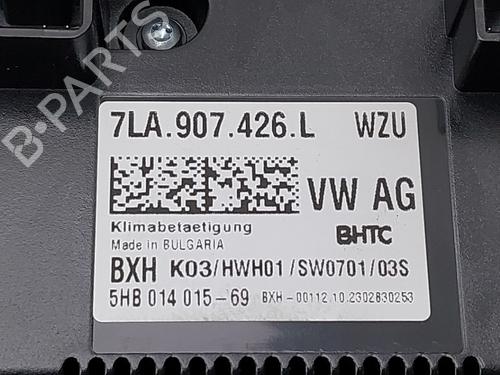 B-PARTS
7LA.907.426.L WZU
VW AG
Klimabetaetigung
Made in BULGARIA
BHTC
BXH K03/HWH01/SW0701/03S
5HB 014 015-69 BXH-00112 10.2302830253